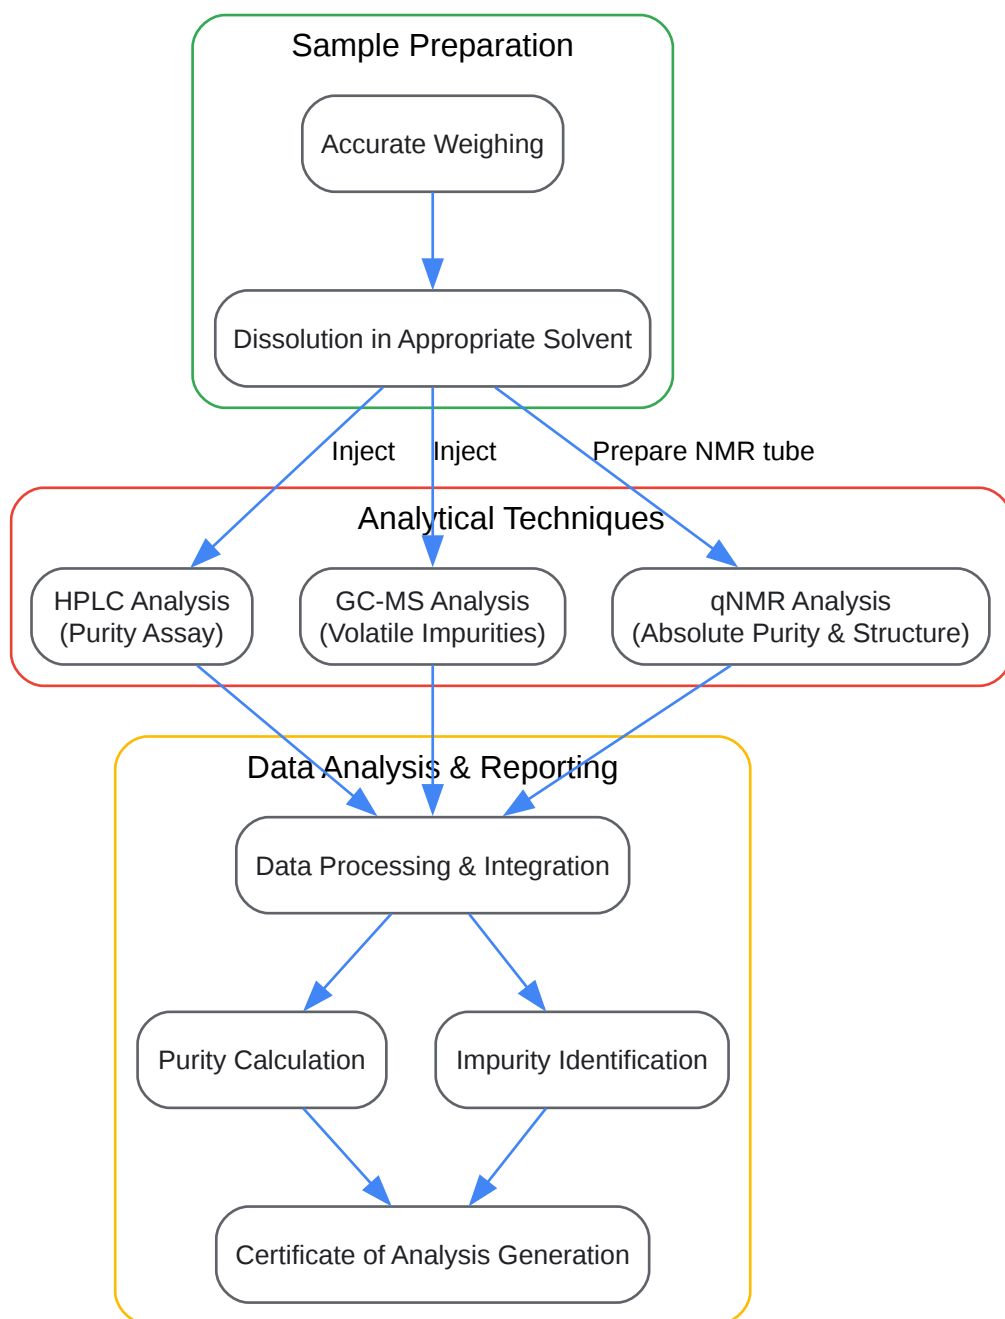 Sample Preparation
Accurate Weighing
Dissolution in Appropriate Solvent
Inject
Inject
Prepare NMR tube
Analytical Techniques
HPLC Analysis
(Purity Assay)
GC-MS Analysis
(Volatile Impurities)
qNMR Analysis
(Absolute Purity & Structure)
Data Analysis & Reporting
Data Processing & Integration
Purity Calculation
Impurity Identification
Certificate of Analysis Generation